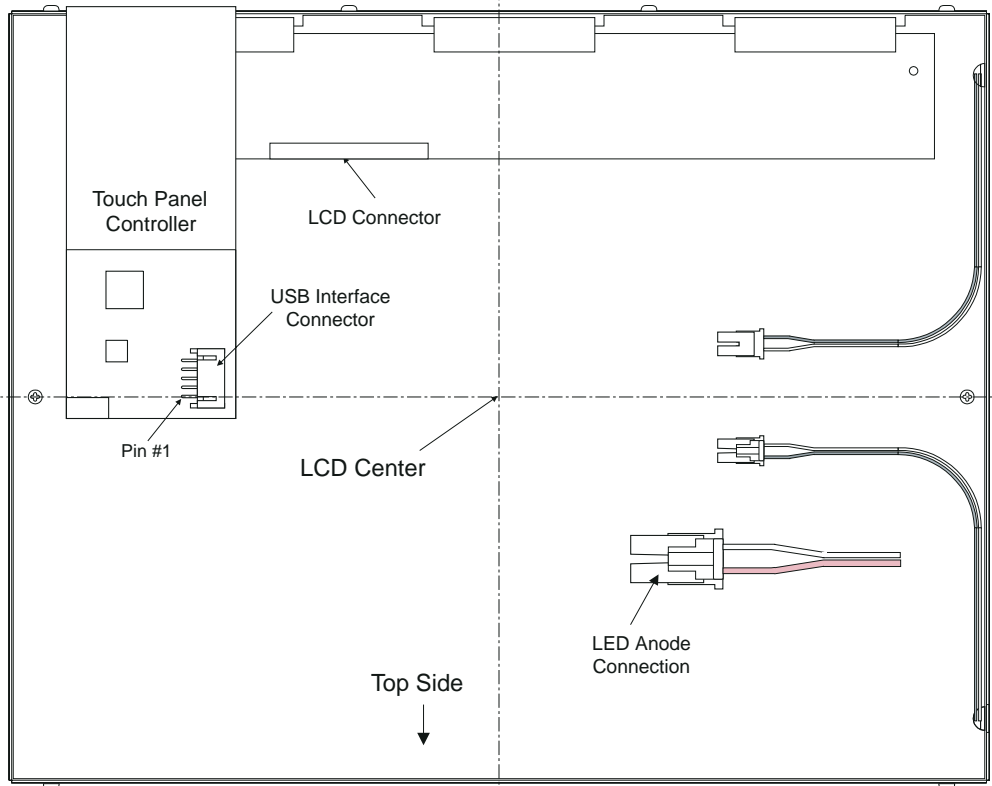 Touch Panel
Controller
LCD Connector
USB Interface
Connector
Pin #1
LCD Center
LED Anode
Connection
Top Side